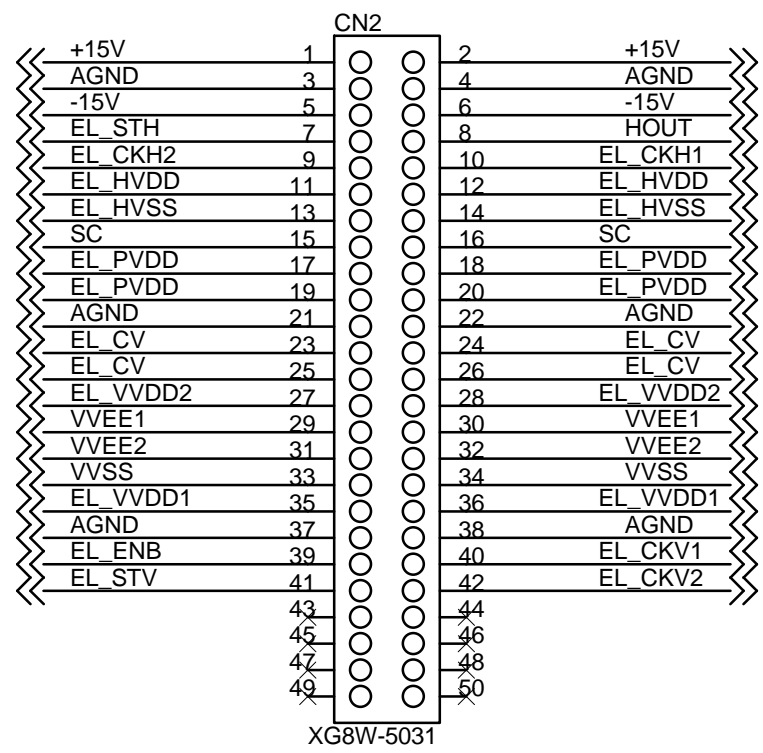 CN2
+15V 1 2 +15V
AGND 3 4 AGND
-15V 5 6 -15V
EL_STH 7 8 HOUT
EL_CKH2 9 10 EL_CKH1
EL_HVDD 11 12 EL_HVDD
EL_HVSS 13 14 EL_HVSS
SC 15 16 SC
EL_PVDD 17 18 EL_PVDD
EL_PVDD 19 20 EL_PVDD
AGND 21 22 AGND
EL_CV 23 24 EL_CV
EL_CV 25 26 EL_CV
EL_VVDD2 27 28 EL_VVDD2
VVEE1 29 30 VVEE1
VVEE2 31 32 VVEE2
VVSS 33 34 VVSS
EL_VVDD1 35 36 EL_VVDD1
AGND 37 38 AGND
EL_ENB 39 40 EL_CKV1
EL_STV 41 42 EL_CKV2
43 44
45 46
47 48
49 50
XG8W-5031